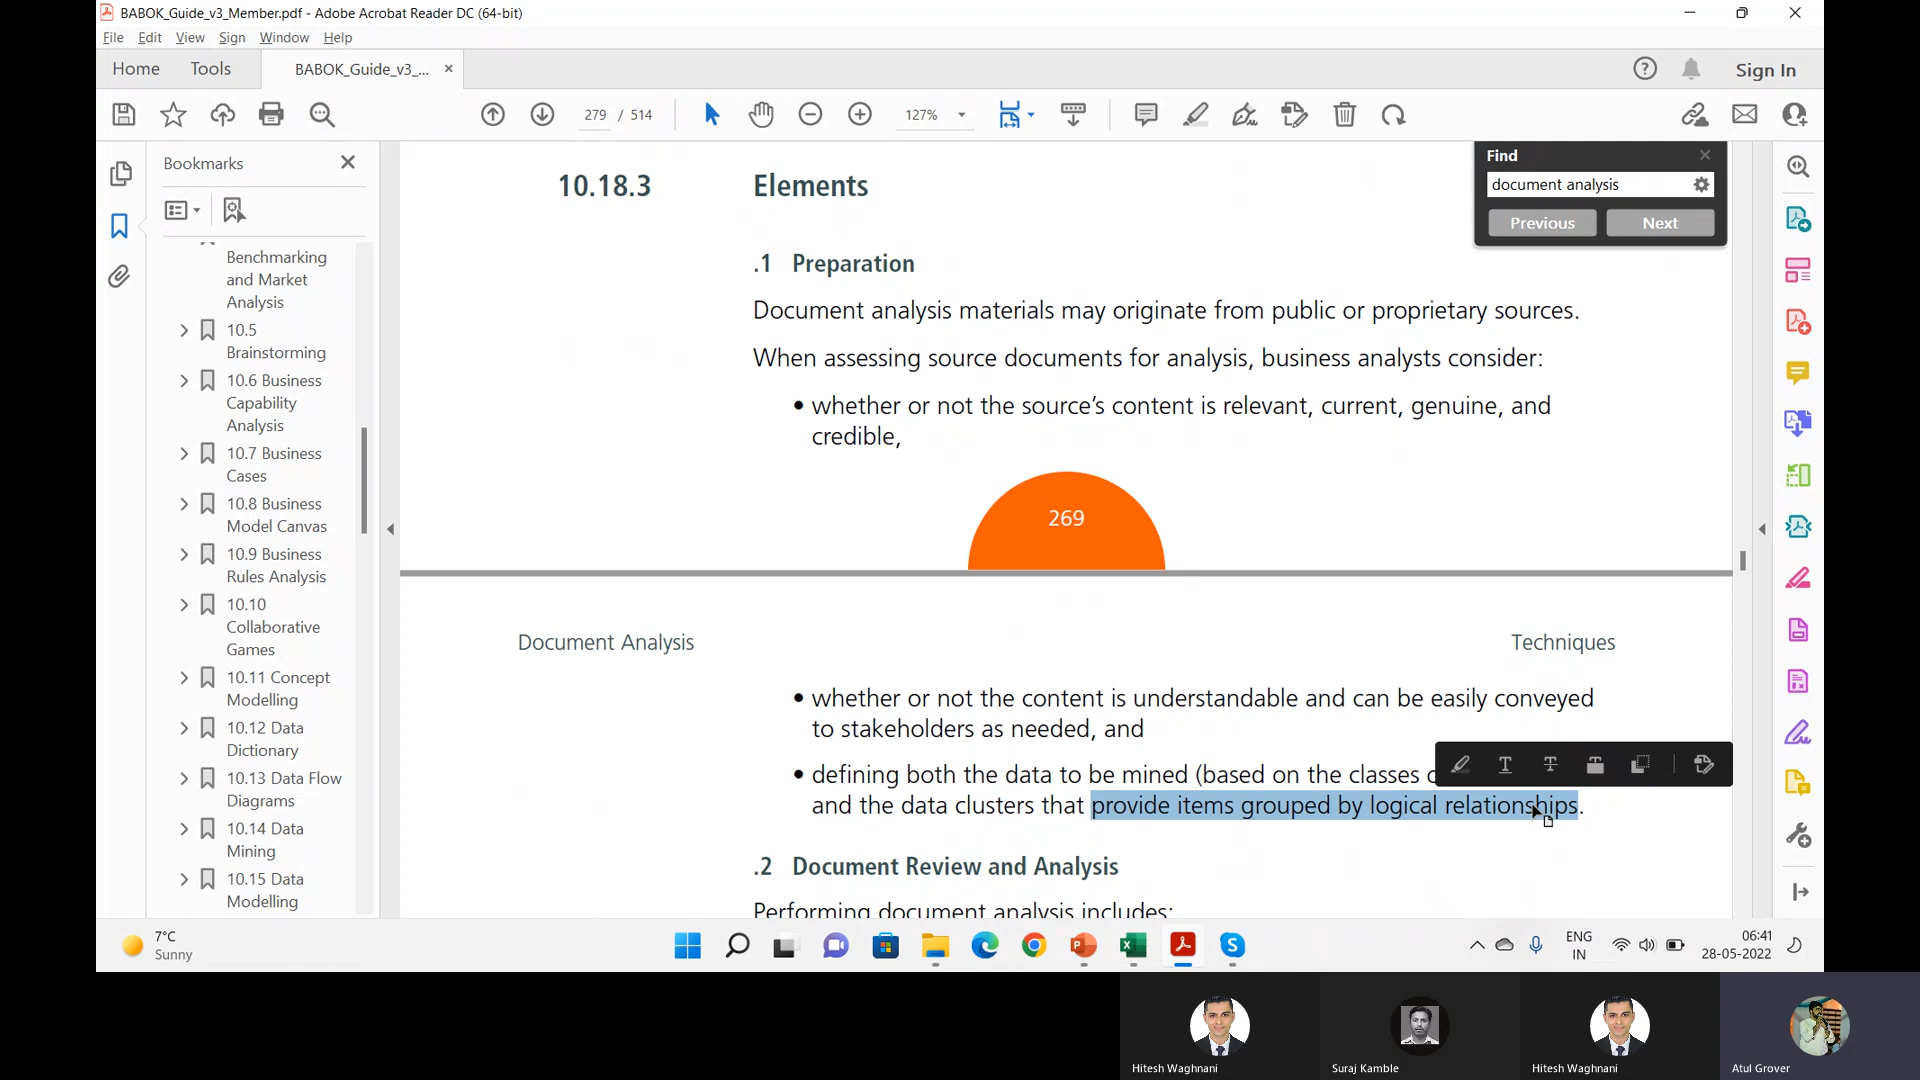 BABOK_Guide_v3_Member.pdf - Adobe Acrobat Reader DC (64-bit)
File Edit View Sign Window Help
Home Tools BABOK_Guide_v3_... × Sign In
279 / 514 127%
Bookmarks
Benchmarking
and Market
Analysis
10.5
Brainstorming
10.6 Business
Capability
Analysis
10.7 Business
Cases
10.8 Business
Model Canvas
10.9 Business
Rules Analysis
10.10
Collaborative
Games
10.11 Concept
Modelling
10.12 Data
Dictionary
10.13 Data Flow
Diagrams
10.14 Data
Mining
10.15 Data
Modelling
Find
document analysis
Previous Next
10.18.3 Elements
.1 Preparation
Document analysis materials may originate from public or proprietary sources.
When assessing source documents for analysis, business analysts consider:
• whether or not the source's content is relevant, current, genuine, and
credible,
269
Document Analysis Techniques
• whether or not the content is understandable and can be easily conveyed
to stakeholders as needed, and
• defining both the data to be mined (based on the classes
and the data clusters that provide items grouped by logical relationships.
.2 Document Review and Analysis
Performing document analysis includes:
7°C
Sunny
ENG
IN
06:41
28-05-2022
Hitesh Waghnani
Suraj Kamble
Hitesh Waghnani
Atul Grover